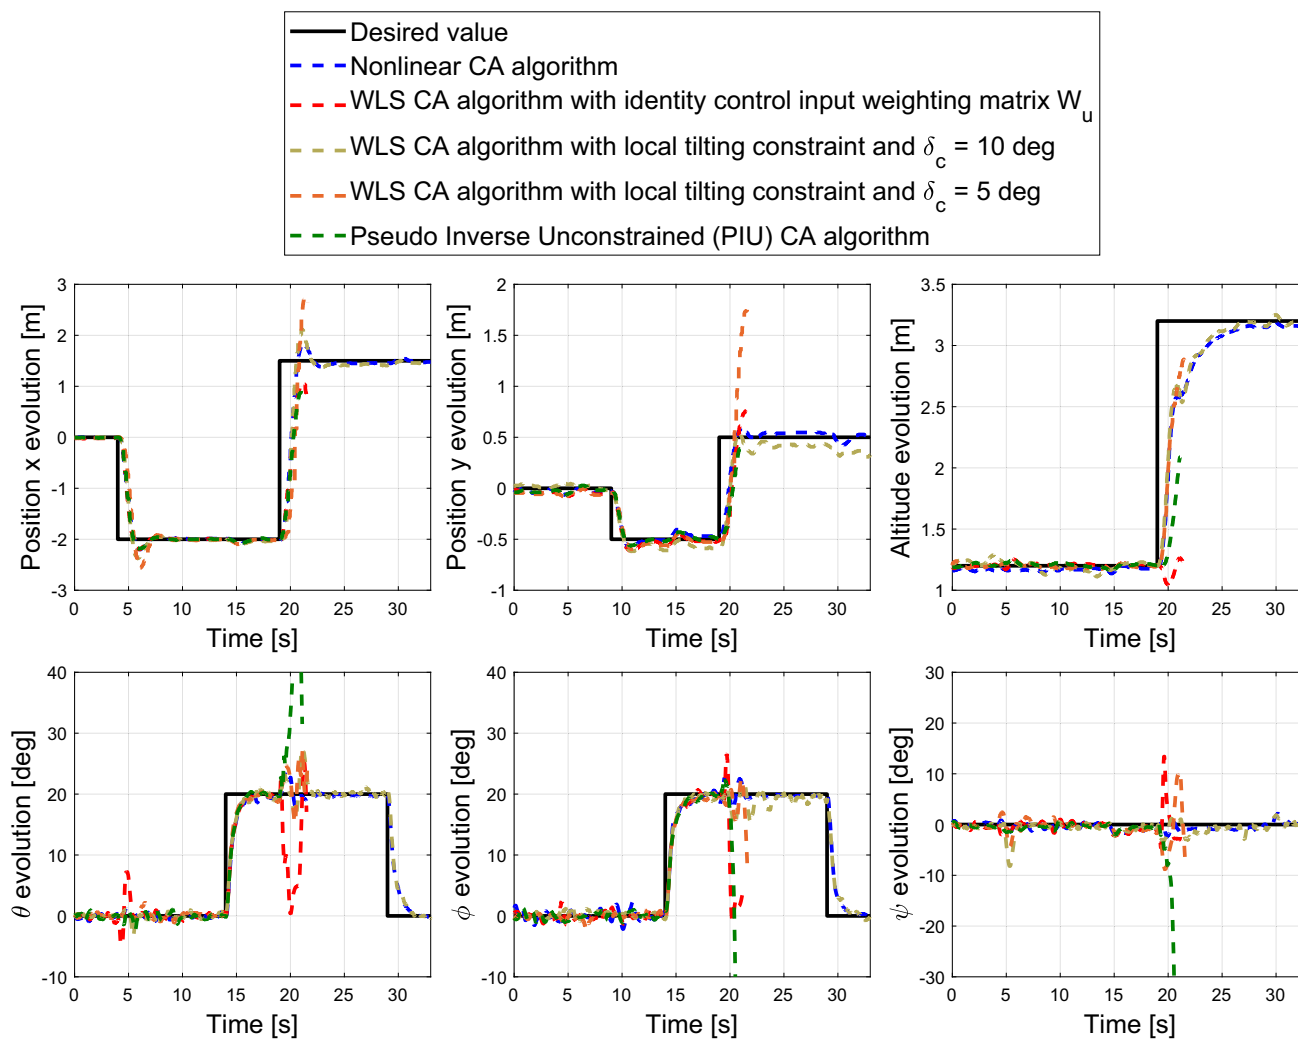 Desired value
Nonlinear CA algorithm
WLS CA algorithm with identity control input weighting matrix W_u
WLS CA algorithm with local tilting constraint and δ_c = 10 deg
WLS CA algorithm with local tilting constraint and δ_c = 5 deg
Pseudo Inverse Unconstrained (PIU) CA algorithm
Position x evolution [m]
3
2
1
0
-1
-2
-3
0 5 10 15 20 25 30
Time [s]
Position y evolution [m]
2
1.5
1
0.5
0
-0.5
-1
0 5 10 15 20 25 30
Time [s]
Altitude evolution [m]
3.5
3
2.5
2
1.5
1
0 5 10 15 20 25 30
Time [s]
θ evolution [deg]
40
30
20
10
0
-10
0 5 10 15 20 25 30
Time [s]
ϕ evolution [deg]
40
30
20
10
0
-10
0 5 10 15 20 25 30
Time [s]
ψ evolution [deg]
30
20
10
0
-10
-20
-30
0 5 10 15 20 25 30
Time [s]